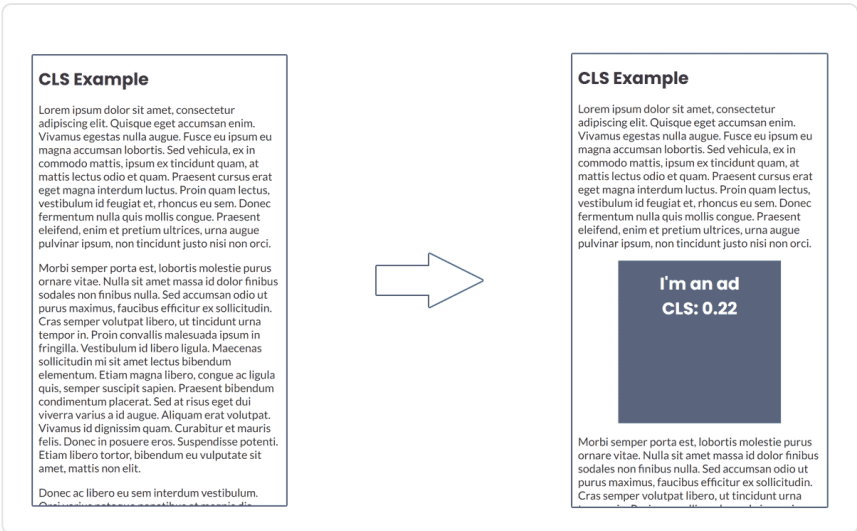 CLS Example
Lorem ipsum dolor sit amet, consectetur
adipiscing elit. Quisque eget accumsan enim.
Vivamus egestas nulla augue. Fusce eu ipsum eu
magna accumsan lobortis. Sed vehicula, ex in
commodo mattis, ipsum ex tincidunt quam, at
mattis lectus odio et quam. Praesent cursus erat
eget magna interdum luctus. Proin quam lectus,
vestibulum id feugiat et, rhoncus eu sem. Donec
fermentum nulla quis mollis congue. Praesent
eleifend, enim et pretium ultrices, urna augue
pulvinar ipsum, non tincidunt justo nisi non orci.
Morbi semper porta est, lobortis molestie purus
ornare vitae. Nulla sit amet massa id dolor finibus
sodales non finibus nulla. Sed accumsan odio ut
purus maximus, faucibus efficitur ex sollicitudin.
Cras semper volutpat libero, ut tincidunt urna
tempor in. Proin convallis malesuada ipsum in
fringilla. Vestibulum id libero ligula. Maecenas
sollicitudin mi sit amet lectus bibendum
elementum. Etiam magna libero, congue ac ligula
quis, semper suscipit sapien. Praesent bibendum
condimentum placerat. Sed at risus eget dui
viverra varius a id augue. Aliquam erat volutpat.
Vivamus id dignissim quam. Curabitur et mauris
felis. Donec in posuere eros. Suspendisse potenti.
Etiam libero tortor, bibendum eu vulputate sit
amet, mattis non elit.
Donec ac libero eu sem interdum vestibulum.
CLS Example
Lorem ipsum dolor sit amet, consectetur
adipiscing elit. Quisque eget accumsan enim.
Vivamus egestas nulla augue. Fusce eu ipsum eu
magna accumsan lobortis. Sed vehicula, ex in
commodo mattis, ipsum ex tincidunt quam, at
mattis lectus odio et quam. Praesent cursus erat
eget magna interdum luctus. Proin quam lectus,
vestibulum id feugiat et, rhoncus eu sem. Donec
fermentum nulla quis mollis congue. Praesent
eleifend, enim et pretium ultrices, urna augue
pulvinar ipsum, non tincidunt justo nisi non orci.
I'm an ad
CLS: 0.22
Morbi semper porta est, lobortis molestie purus
ornare vitae. Nulla sit amet massa id dolor finibus
sodales non finibus nulla. Sed accumsan odio ut
purus maximus, faucibus efficitur ex sollicitudin.
Cras semper volutpat libero, ut tincidunt urna